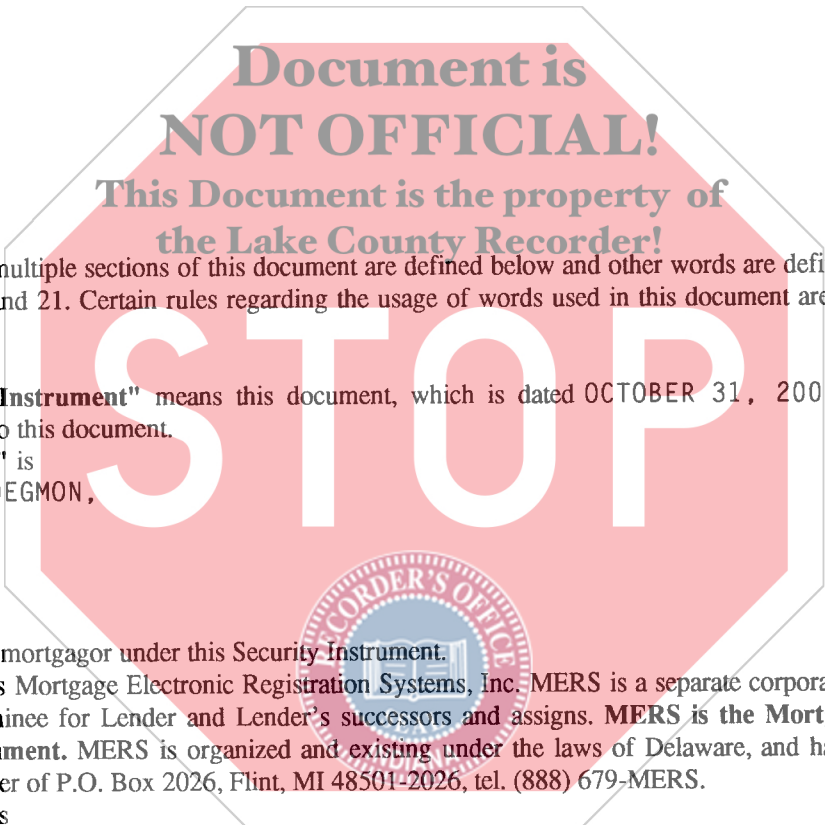 Document is
NOT OFFICIAL!
This Document is the property of
the Lake County Recorder!
multiple sections of this document are defined below and other words are defi
nd 21. Certain rules regarding the usage of words used in this document are
Instrument" means this document, which is dated OCTOBER 31, 200
o this document.
" is
EGMON,
STOP
RECORDER'S OFFICE
mortgagor under this Security Instrument.
s Mortgage Electronic Registration Systems, Inc. MERS is a separate corpora
inee for Lender and Lender's successors and assigns. MERS is the Mort
ment. MERS is organized and existing under the laws of Delaware, and ha
er of P.O. Box 2026, Flint, MI 48501-2026, tel. (888) 679-MERS.
INDIANA
s